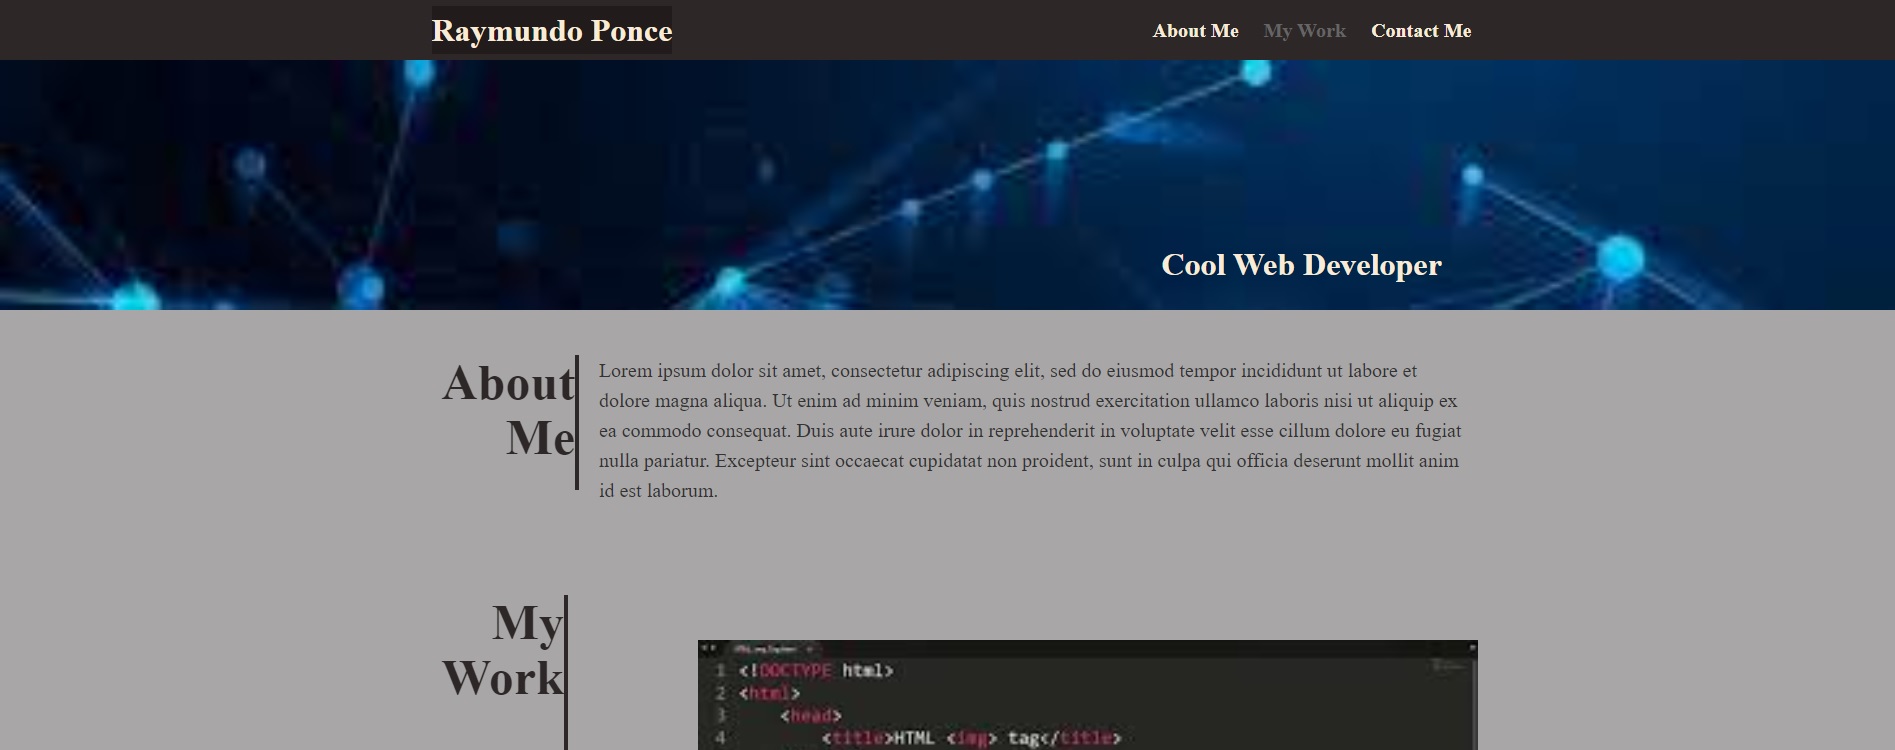 Raymundo Ponce
About Me My Work Contact Me
Cool Web Developer
About
Me
Lorem ipsum dolor sit amet, consectetur adipiscing elit, sed do eiusmod tempor incididunt ut labore et
dolore magna aliqua. Ut enim ad minim veniam, quis nostrud exercitation ullamco laboris nisi ut aliquip ex
ea commodo consequat. Duis aute irure dolor in reprehenderit in voluptate velit esse cillum dolore eu fugiat
nulla pariatur. Excepteur sint occaecat cupidatat non proident, sunt in culpa qui officia deserunt mollit anim
id est laborum.
My
Work
1 <!DOCTYPE html>
2 <html>
3 <head>
4 <title>HTML <img> tag</title>